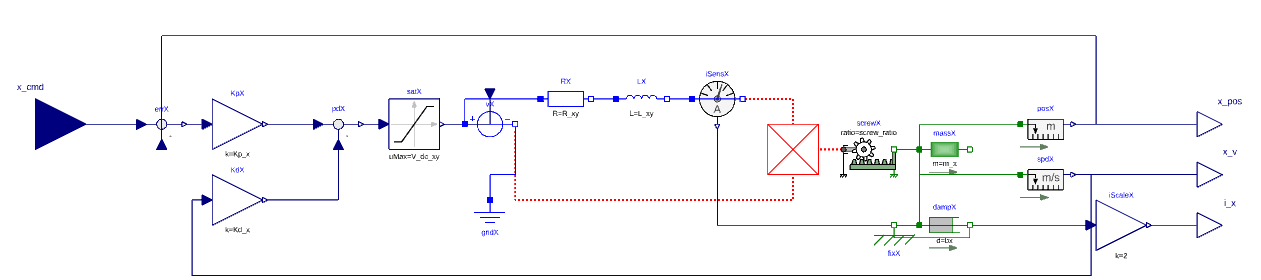 x_cmd
errX
-
KpX
k=Kp_x
KdX
k=Kd_x
pdX
-
satX
uMax=V_dc_xy
vX
+
−
gridX
RX
R=R_xy
LX
L=L_xy
iSensX
A
screwX
ratio=screw_ratio
massX
m=m_x
dampX
d=bx
fixX
posX
m
spdX
m/s
iScaleX
k=2
x_pos
x_v
i_x